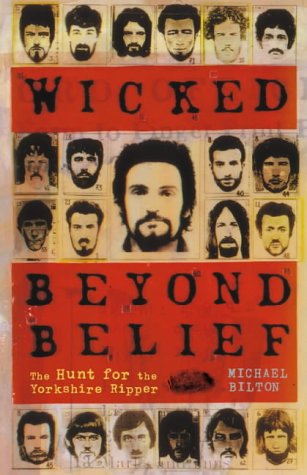 WICKED
BEYOND
BELIEF
The Hunt for the
Yorkshire Ripper
MICHAEL
BILTON